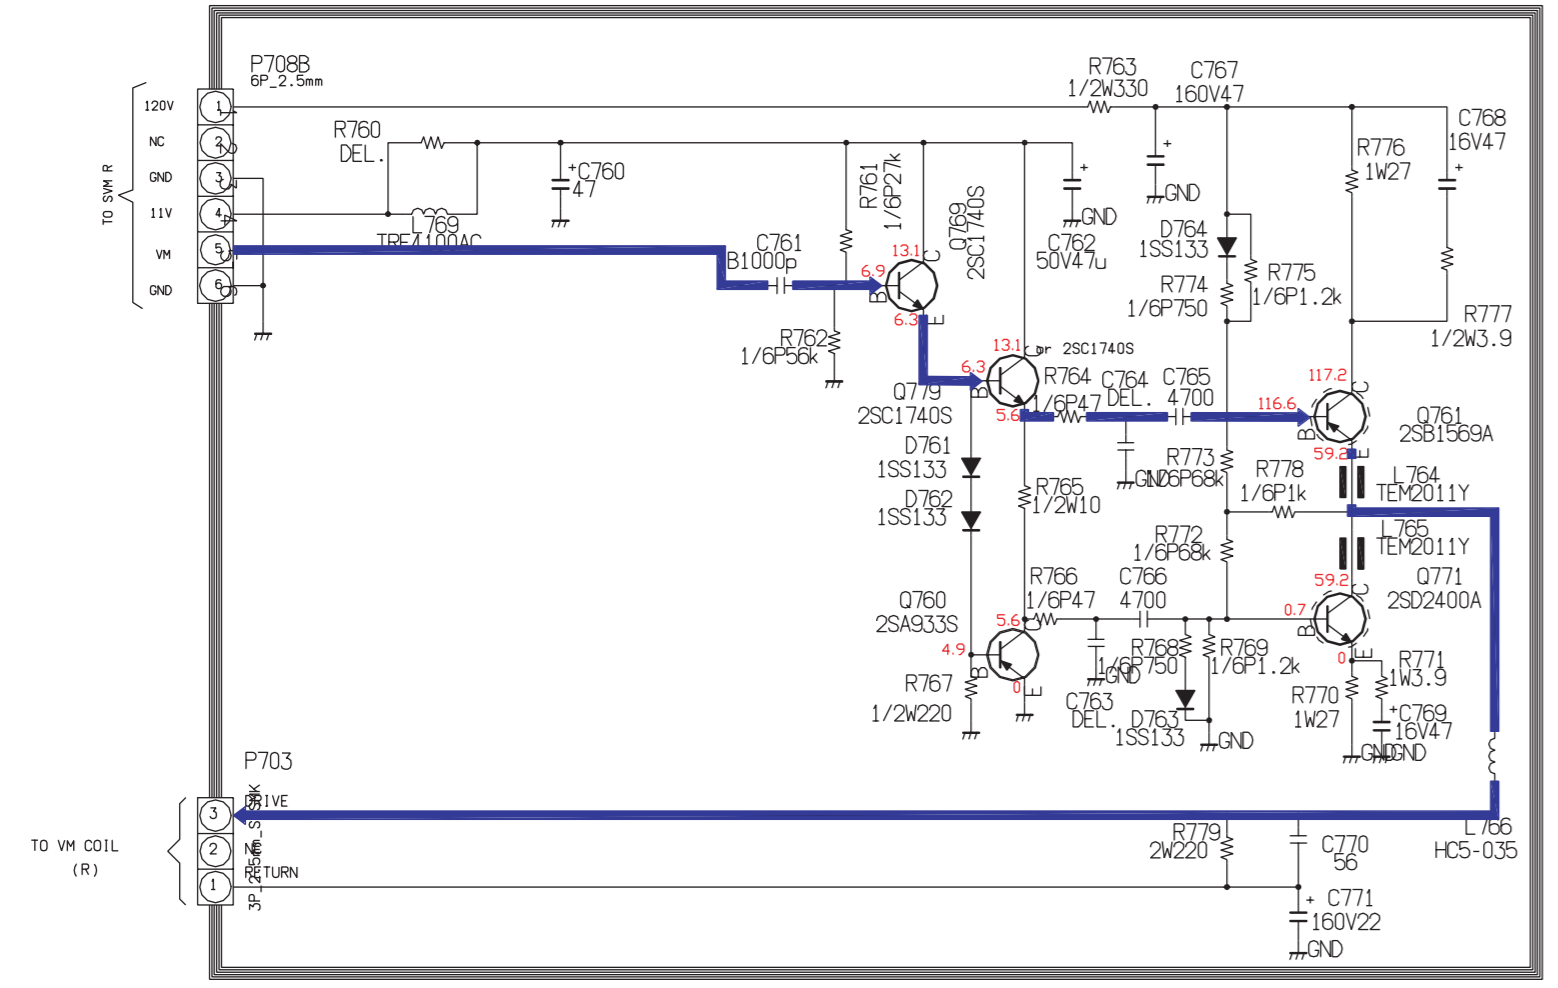 P708B
6P_2.5mm
TO SVM R
120V
1
NC
2
GND
3
11V
4
VM
5
GND
6
R760
DEL.
L769
TRF4100AC
C760
47
+
C761
B1000p
R761
1/6P27k
R762
1/6P56k
Q769
2SC1740S
13.1
6.9
6.3
B
C
E
R763
1/2W330
C767
160V47
+
GND
C762
50V47u
+
GND
C768
16V47
+
R776
1W27
R777
1/2W3.9
D764
1SS133
R774
1/6P750
R775
1/6P1.2k
13.1
6.3
5.6
B
C
or 2SC1740S
Q779
2SC1740S
R764
1/6P47
C764
DEL.
GND
C765
4700
117.2
116.6
59.2
B
C
E
Q761
2SB1569A
D761
1SS133
D762
1SS133
R765
1/2W10
R773
1/6P68k
R778
1/6P1k
L764
TEM2011Y
L765
TEM2011Y
R772
1/6P68k
R766
1/6P47
C766
4700
59.2
0.7
0
B
C
E
Q771
2SD2400A
Q760
2SA933S
5.6
4.9
0
B
C
E
R767
1/2W220
C763
DEL.
GND
R768
1/6P750
R769
1/6P1.2k
D763
1SS133
GND
R770
1W27
GND
R771
1W3.9
+
C769
16V47
GND
P703
3P_2.5mm_S_SMK
TO VM COIL
(R)
3
DRIVE
2
NC
1
RETURN
R779
2W220
C770
56
L766
HC5-035
+
C771
160V22
GND